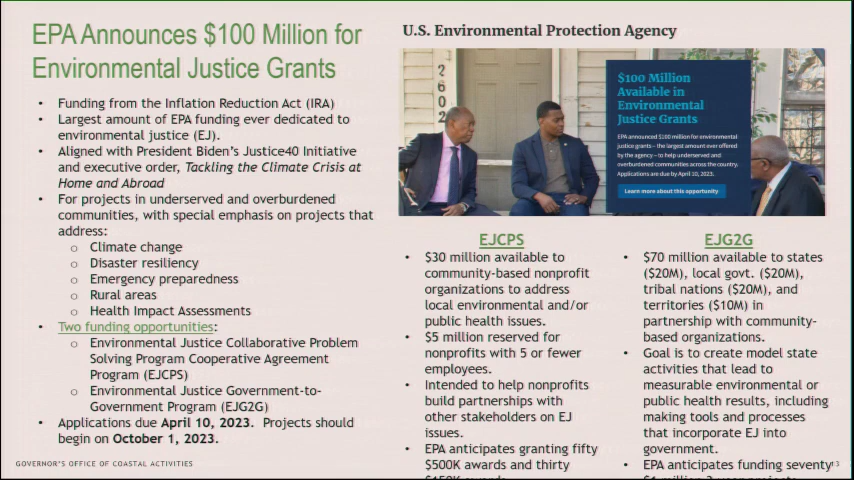 EPA Announces $100 Million for
Environmental Justice Grants
• Funding from the Inflation Reduction Act (IRA)
• Largest amount of EPA funding ever dedicated to
environmental justice (EJ).
• Aligned with President Biden's Justice40 Initiative
and executive order, Tackling the Climate Crisis at
Home and Abroad
• For projects in underserved and overburdened
communities, with special emphasis on projects that
address:
o Climate change
o Disaster resiliency
o Emergency preparedness
o Rural areas
o Health Impact Assessments
• Two funding opportunities:
o Environmental Justice Collaborative Problem
Solving Program Cooperative Agreement
Program (EJCPS)
o Environmental Justice Government-to-
Government Program (EJG2G)
• Applications due April 10, 2023. Projects should
begin on October 1, 2023.
U.S. Environmental Protection Agency
2
6
0
2
$100 Million
Available in
Environmental
Justice Grants
EPA announced $100 million for environmental
justice grants – the largest amount ever offered
by the agency – to help underserved and
overburdened communities across the country.
Applications are due by April 10, 2023.
Learn more about this opportunity
EJCPS
• $30 million available to
community-based nonprofit
organizations to address
local environmental and/or
public health issues.
• $5 million reserved for
nonprofits with 5 or fewer
employees.
• Intended to help nonprofits
build partnerships with
other stakeholders on EJ
issues.
• EPA anticipates granting fifty
$500K awards and thirty
$150K awards
EJG2G
• $70 million available to states
($20M), local govt. ($20M),
tribal nations ($20M), and
territories ($10M) in
partnership with community-
based organizations.
• Goal is to create model state
activities that lead to
measurable environmental or
public health results, including
making tools and processes
that incorporate EJ into
government.
• EPA anticipates funding seventy
$1 million 3-year projects
GOVERNOR'S OFFICE OF COASTAL ACTIVITIES
13